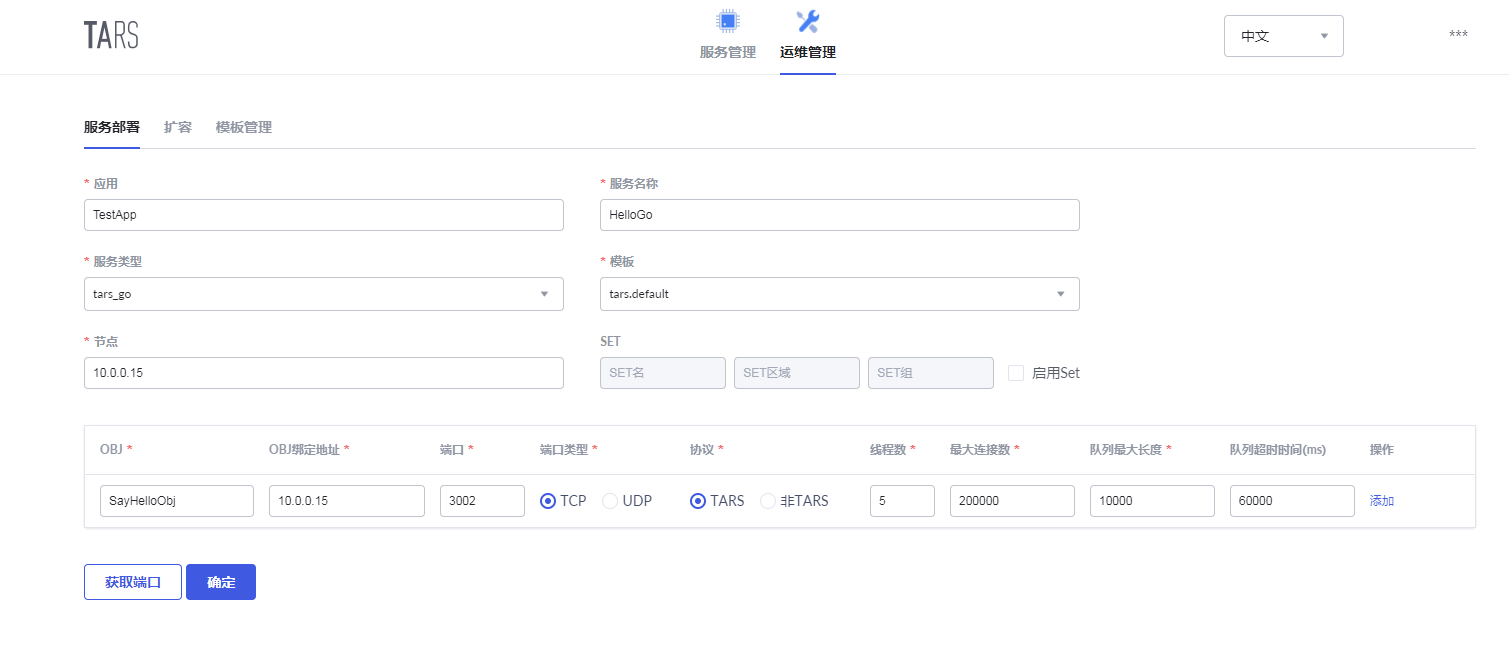 TARS
服务管理 运维管理
中文
***
服务部署 扩容 模板管理
* 应用 * 服务名称
TestApp HelloGo
* 服务类型 * 模板
tars_go tars.default
* 节点 SET
10.0.0.15 SET名 SET区域 SET组 启用Set
OBJ * OBJ绑定地址 * 端口 * 端口类型 * 协议 * 线程数 * 最大连接数 * 队列最大长度 * 队列超时时间(ms) 操作
SayHelloObj 10.0.0.15 3002 TCP UDP TARS 非TARS 5 200000 10000 60000 添加
获取端口 确定